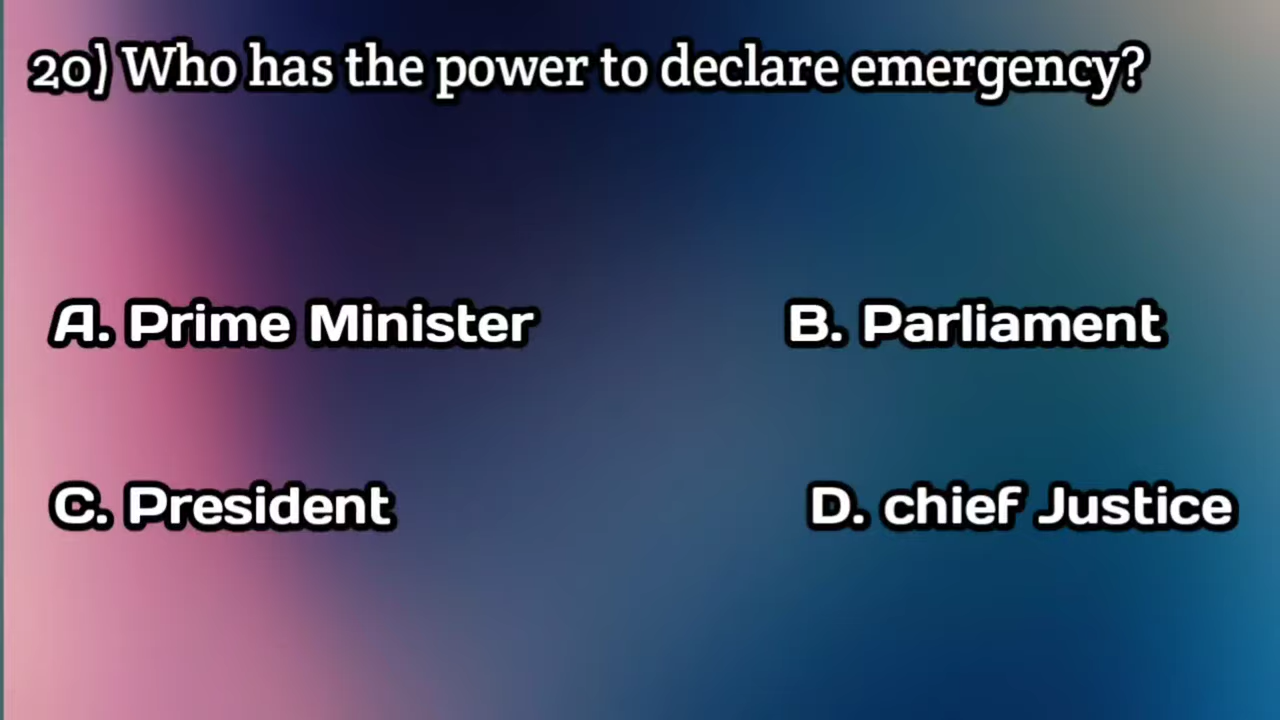 20) Who has the power to declare emergency?
A. Prime Minister
B. Parliament
C. President
D. chief Justice